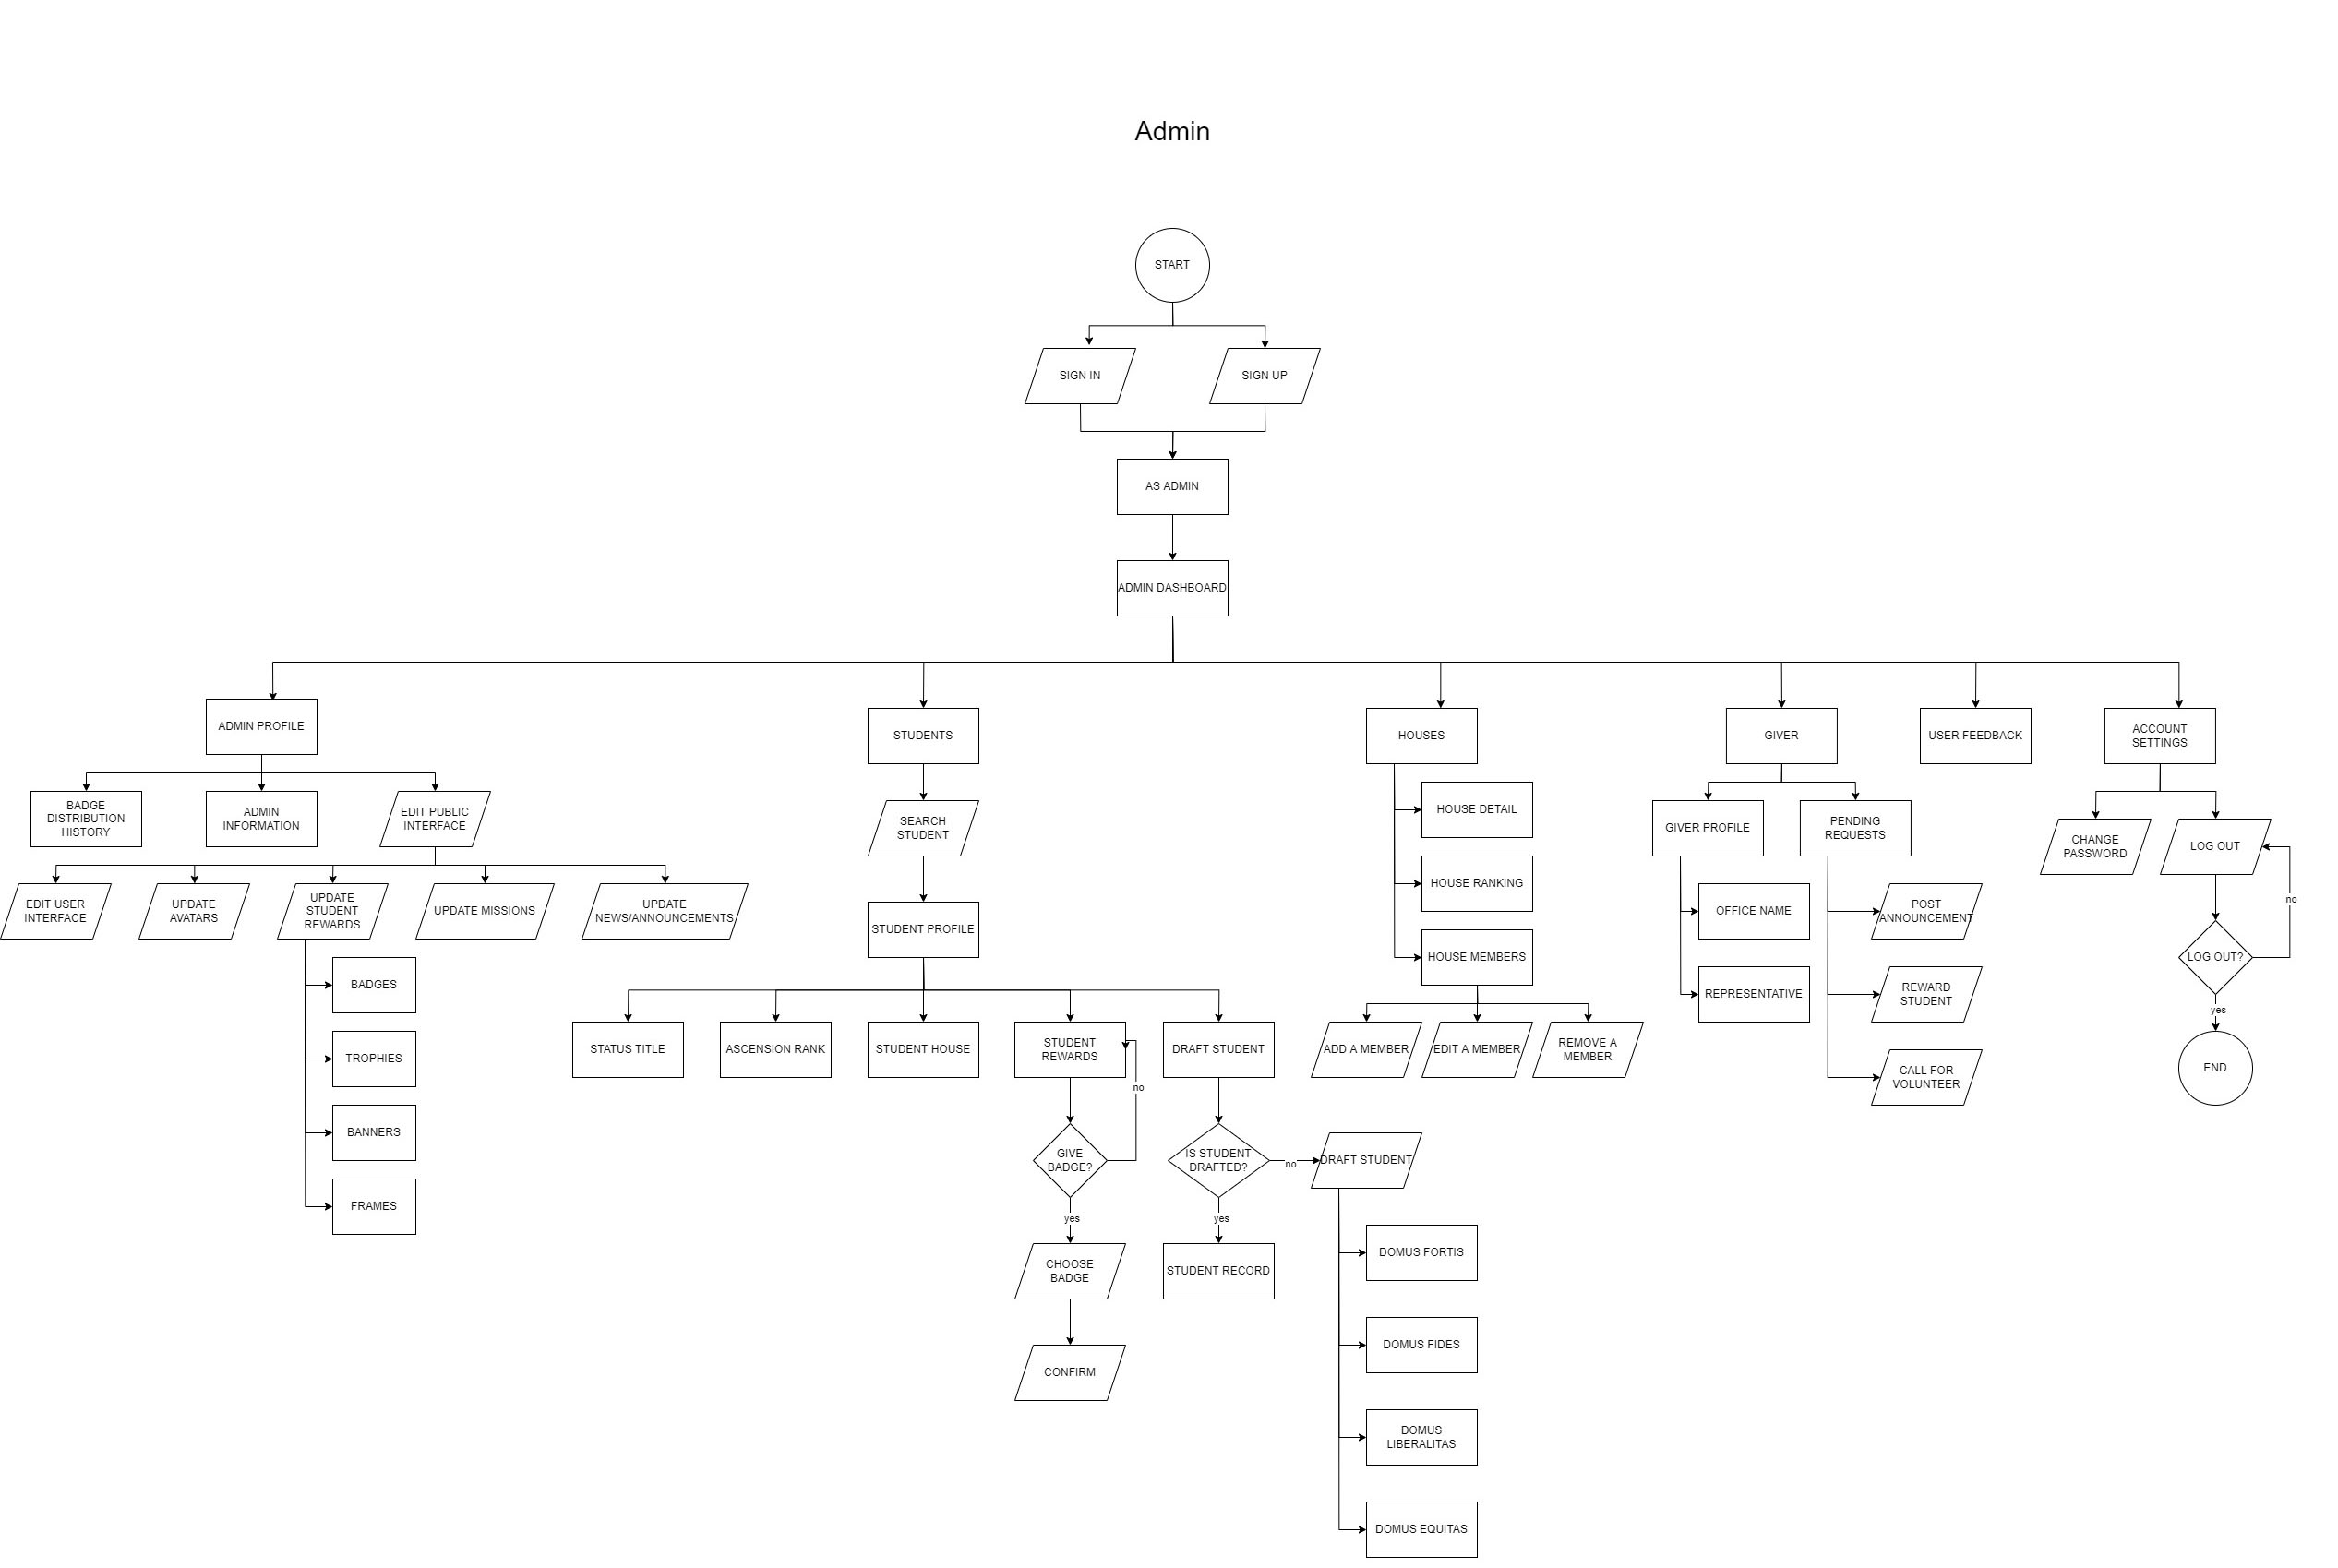 Admin
START
SIGN IN
SIGN UP
AS ADMIN
ADMIN DASHBOARD
ADMIN PROFILE
STUDENTS
HOUSES
GIVER
USER FEEDBACK
ACCOUNT
SETTINGS
BADGE
DISTRIBUTION
HISTORY
ADMIN
INFORMATION
EDIT PUBLIC
INTERFACE
EDIT USER
INTERFACE
UPDATE
AVATARS
UPDATE
STUDENT
REWARDS
UPDATE MISSIONS
UPDATE
NEWS/ANNOUNCEMENTS
BADGES
TROPHIES
BANNERS
FRAMES
SEARCH
STUDENT
STUDENT PROFILE
STATUS TITLE
ASCENSION RANK
STUDENT HOUSE
STUDENT
REWARDS
DRAFT STUDENT
no
GIVE
BADGE?
yes
CHOOSE
BADGE
CONFIRM
IS STUDENT
DRAFTED?
no
DRAFT STUDENT
yes
STUDENT RECORD
DOMUS FORTIS
DOMUS FIDES
DOMUS
LIBERALITAS
DOMUS EQUITAS
HOUSE DETAIL
HOUSE RANKING
HOUSE MEMBERS
ADD A MEMBER
EDIT A MEMBER
REMOVE A
MEMBER
GIVER PROFILE
PENDING
REQUESTS
OFFICE NAME
REPRESENTATIVE
POST
ANNOUNCEMENT
REWARD
STUDENT
CALL FOR
VOLUNTEER
CHANGE
PASSWORD
LOG OUT
no
LOG OUT?
yes
END